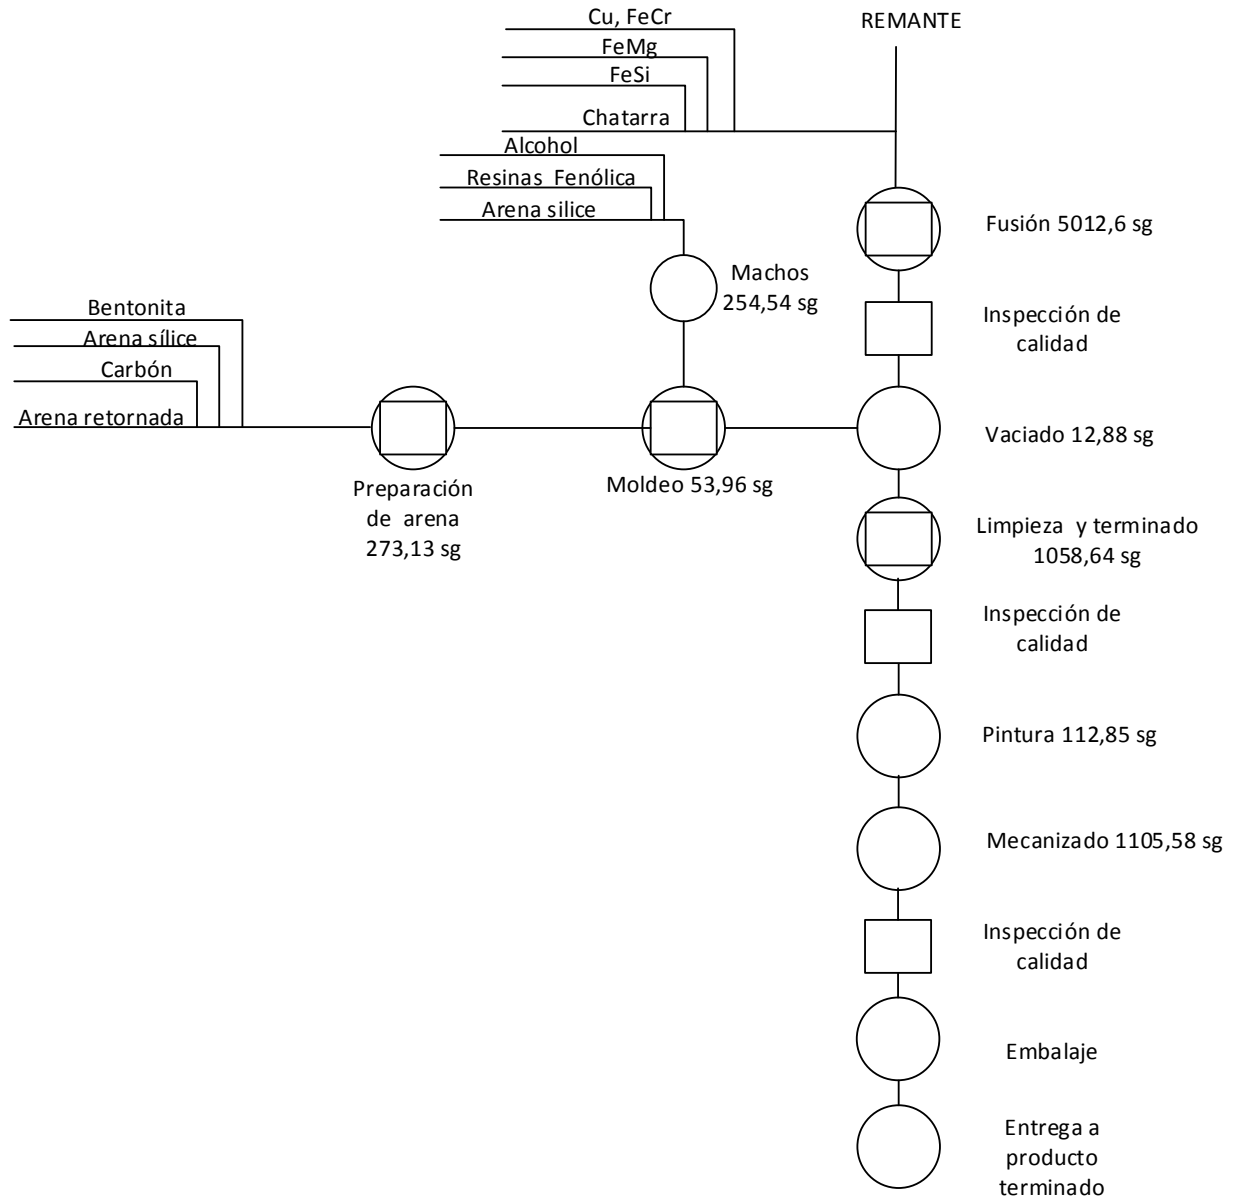 Cu, FeCr
REMANTE
FeMg
FeSi
Chatarra
Alcohol
Resinas Fenólica
Arena silice
Fusión 5012,6 sg
Machos
254,54 sg
Bentonita
Arena sílice
Carbón
Arena retornada
Inspección de
calidad
Preparación
de arena
273,13 sg
Moldeo 53,96 sg
Vaciado 12,88 sg
Limpieza y terminado
1058,64 sg
Inspección de
calidad
Pintura 112,85 sg
Mecanizado 1105,58 sg
Inspección de
calidad
Embalaje
Entrega a
producto
terminado